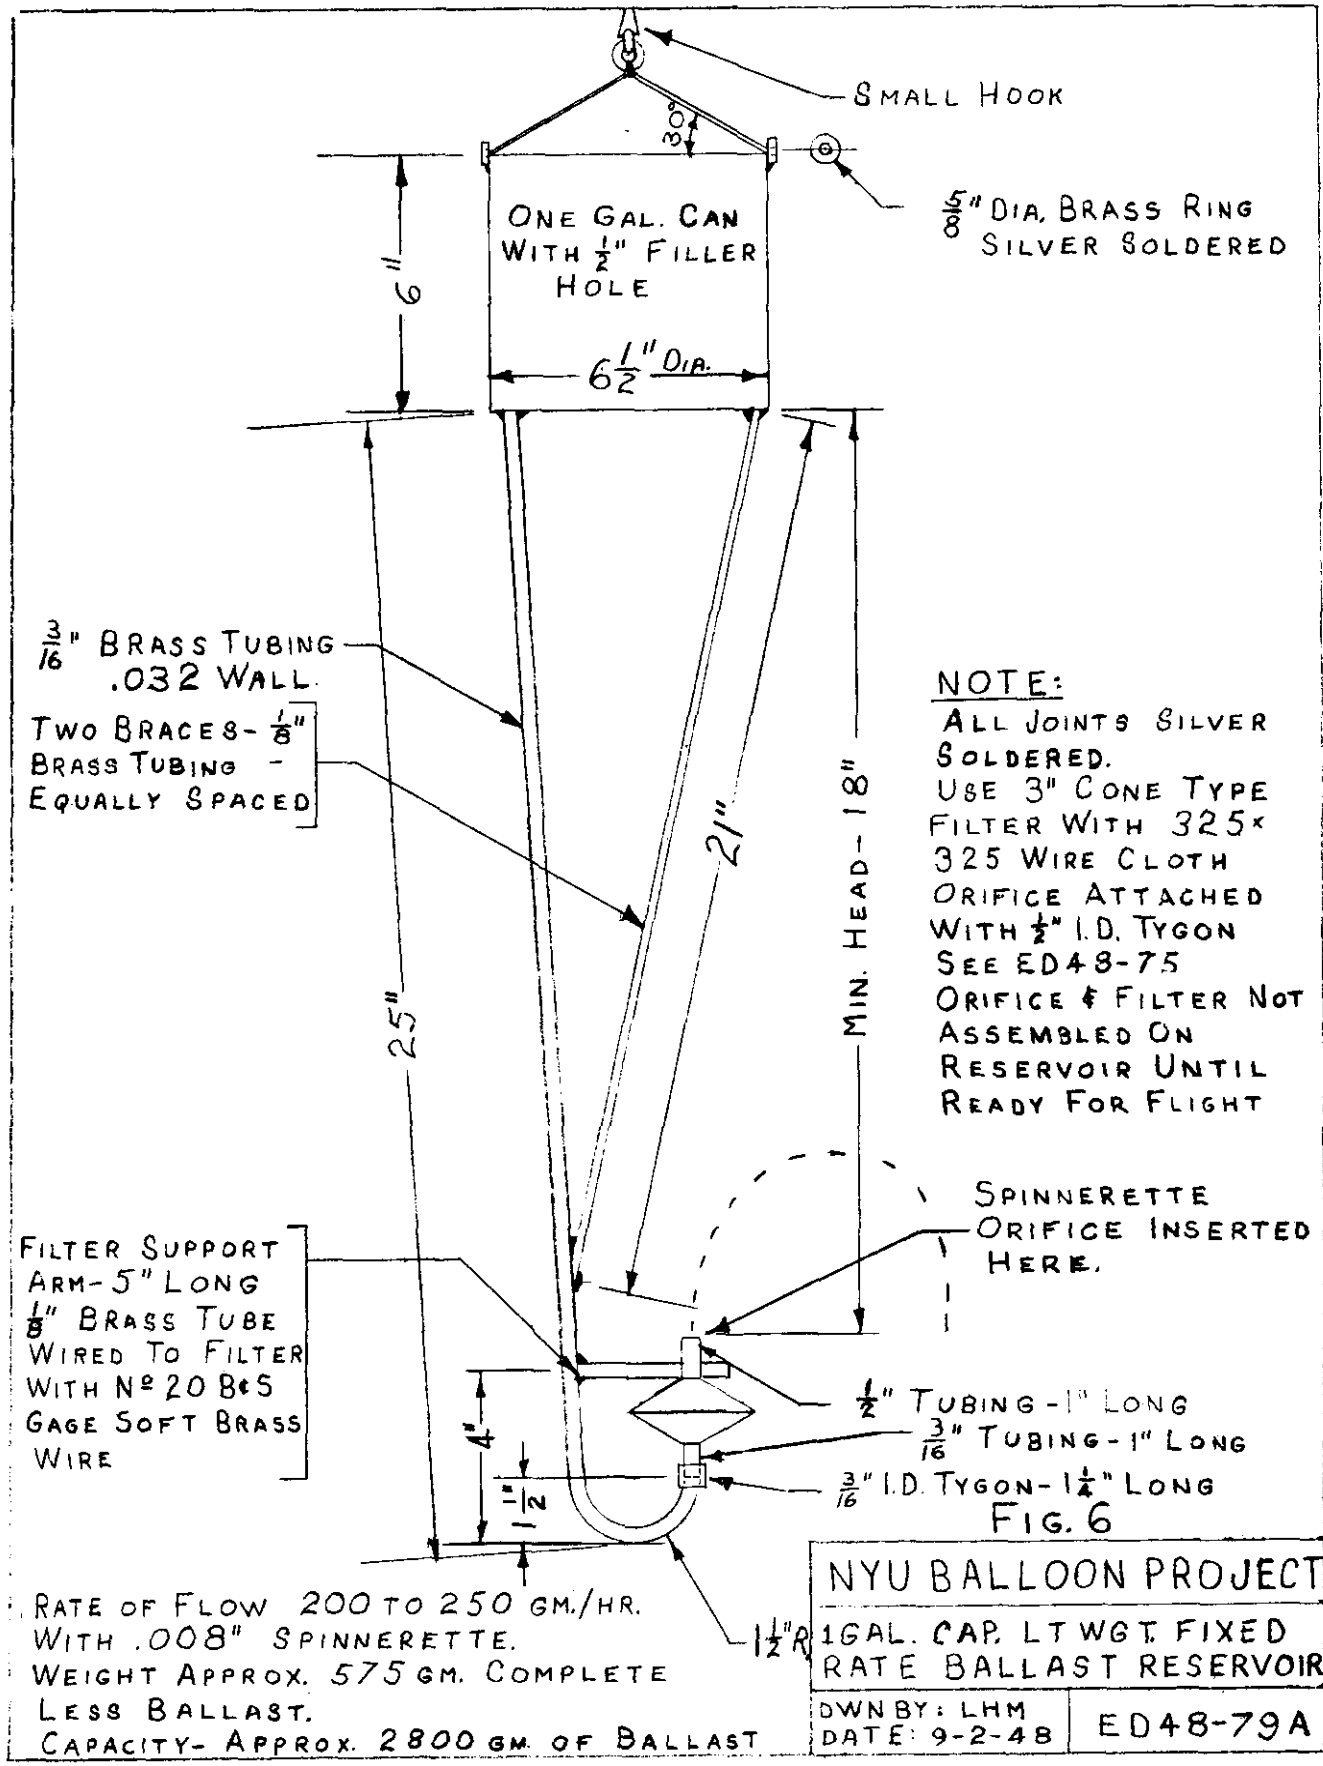 SMALL HOOK
30°
5/8" DIA. BRASS RING
SILVER SOLDERED
ONE GAL. CAN
WITH 1/2" FILLER
HOLE
6"
6 1/2" DIA.
3/16" BRASS TUBING
.032 WALL.
TWO BRACES- 1/8"
BRASS TUBING -
EQUALLY SPACED
25"
21"
MIN. HEAD - 18"
NOTE:
ALL JOINTS SILVER
SOLDERED.
USE 3" CONE TYPE
FILTER WITH 325×
325 WIRE CLOTH
ORIFICE ATTACHED
WITH 1/2" I.D. TYGON
SEE ED48-75
ORIFICE & FILTER NOT
ASSEMBLED ON
RESERVOIR UNTIL
READY FOR FLIGHT
SPINNERETTE
ORIFICE INSERTED
HERE.
FILTER SUPPORT
ARM- 5" LONG
1/8" BRASS TUBE
WIRED TO FILTER
WITH Nº 20 B&S
GAGE SOFT BRASS
WIRE
4"
1 1/2"
1/2" TUBING - 1" LONG
3/16" TUBING - 1" LONG
3/16" I.D. TYGON - 1 1/4" LONG
FIG. 6
1 1/2" R
RATE OF FLOW 200 TO 250 GM./HR.
WITH .008" SPINNERETTE.
WEIGHT APPROX. 575 GM. COMPLETE
LESS BALLAST.
CAPACITY- APPROX. 2800 GM. OF BALLAST
NYU BALLOON PROJECT
1 GAL. CAP. LT WGT. FIXED
RATE BALLAST RESERVOIR
DWN BY: LHM
DATE: 9-2-48
ED48-79A